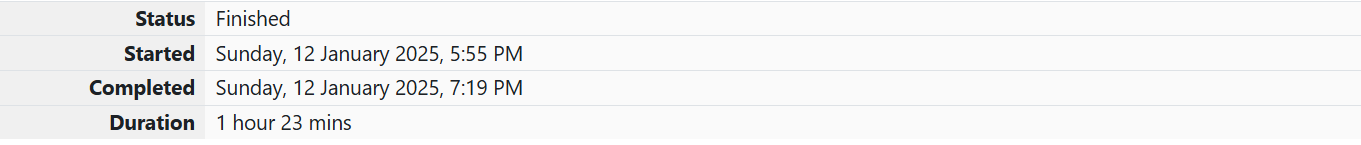 Status Finished
Started Sunday, 12 January 2025, 5:55 PM
Completed Sunday, 12 January 2025, 7:19 PM
Duration 1 hour 23 mins